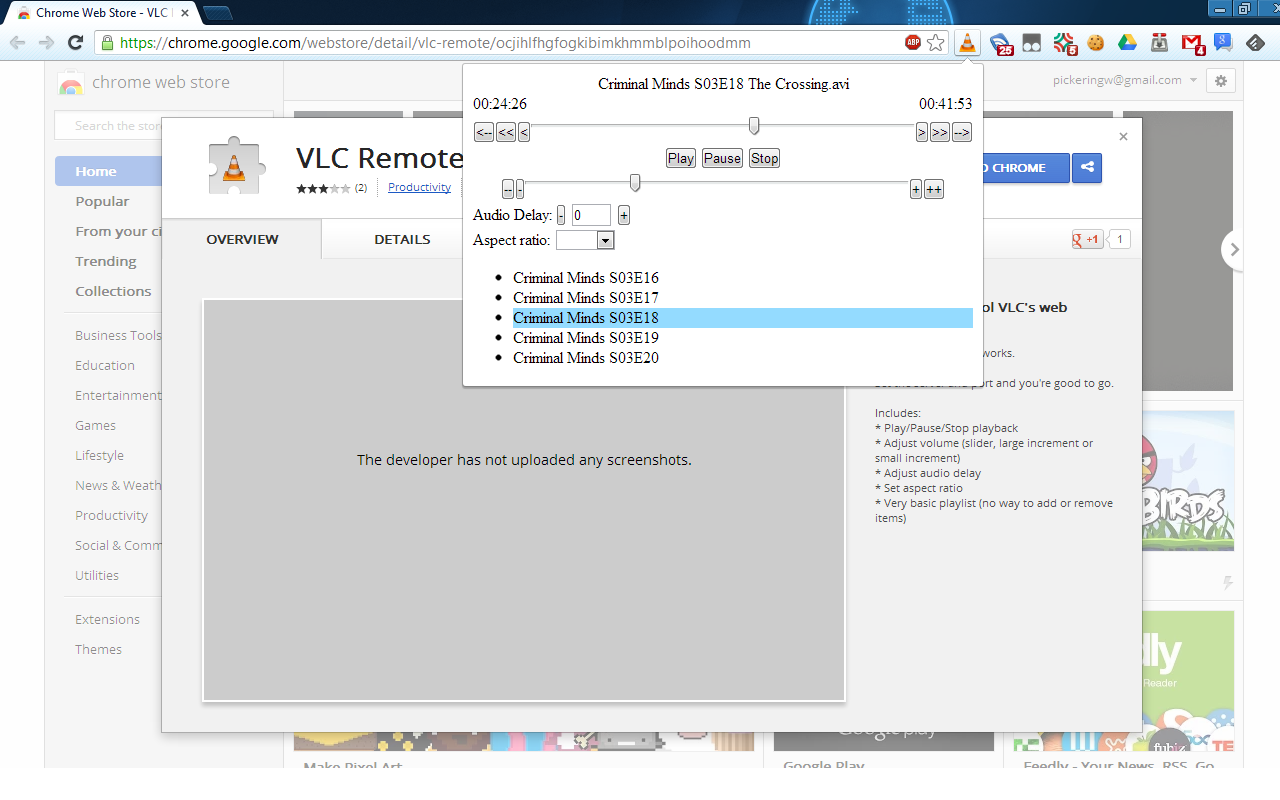 Chrome Web Store - VLC
https://chrome.google.com/webstore/detail/vlc-remote/ocjihlfhgfogkibimkhmmblpoihoodmm
ABP
25
5
4
chrome web store
pickeringw@gmail.com
Search the store
Home
Popular
From your ci
Trending
Collections
Business Tools
Education
Entertainment
Games
Lifestyle
News & Weath
Productivity
Social & Comm
Utilities
Extensions
Themes
VLC Remote
(2)
Productivity
D CHROME
OVERVIEW
DETAILS
g +1
1
Criminal Minds S03E18 The Crossing.avi
00:24:26
00:41:53
<-- << < > >> -->
Play Pause Stop
-- - + ++
Audio Delay: - 0 +
Aspect ratio:
• Criminal Minds S03E16
• Criminal Minds S03E17
• Criminal Minds S03E18
• Criminal Minds S03E19
• Criminal Minds S03E20
The developer has not uploaded any screenshots.
ol VLC's web
works.
port and you're good to go.
Includes:
* Play/Pause/Stop playback
* Adjust volume (slider, large increment or
small increment)
* Adjust audio delay
* Set aspect ratio
* Very basic playlist (no way to add or remove
items)
BIRDS
dly
Reader
Make Pixel Art
Google play
Google Play
Feedly - Your News, RSS, Go